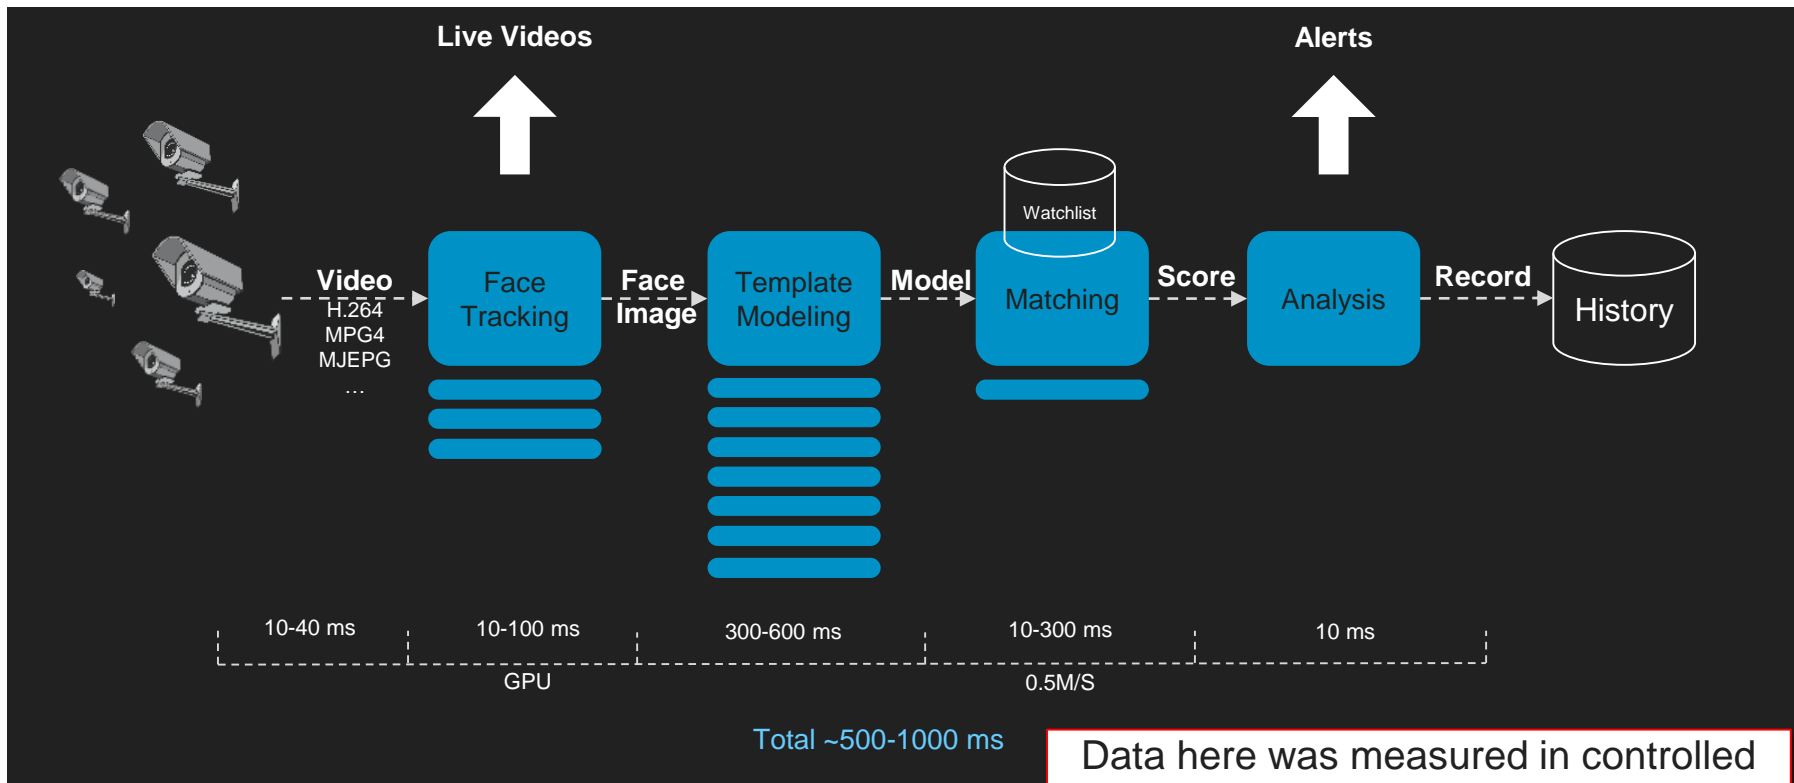 Live Videos
Alerts
Watchlist
Video
H.264
MPG4
MJEPG
…
Face
Tracking
Face
Image
Template
Modeling
Model
Matching
Score
Analysis
Record
History
10-40 ms
10-100 ms
300-600 ms
10-300 ms
10 ms
GPU
0.5M/S
Total ~500-1000 ms
Data here was measured in controlled